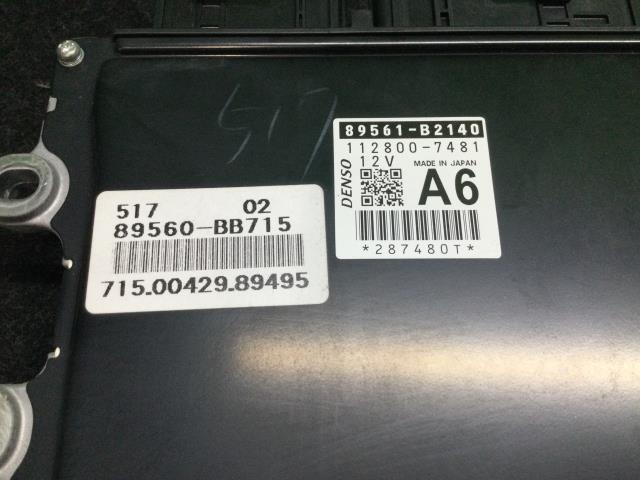 517
89561-B2140
112800-7481
DENSO
12V MADE IN JAPAN
A6
*287480T*
517 02
89560-BB715
715.00429.89495